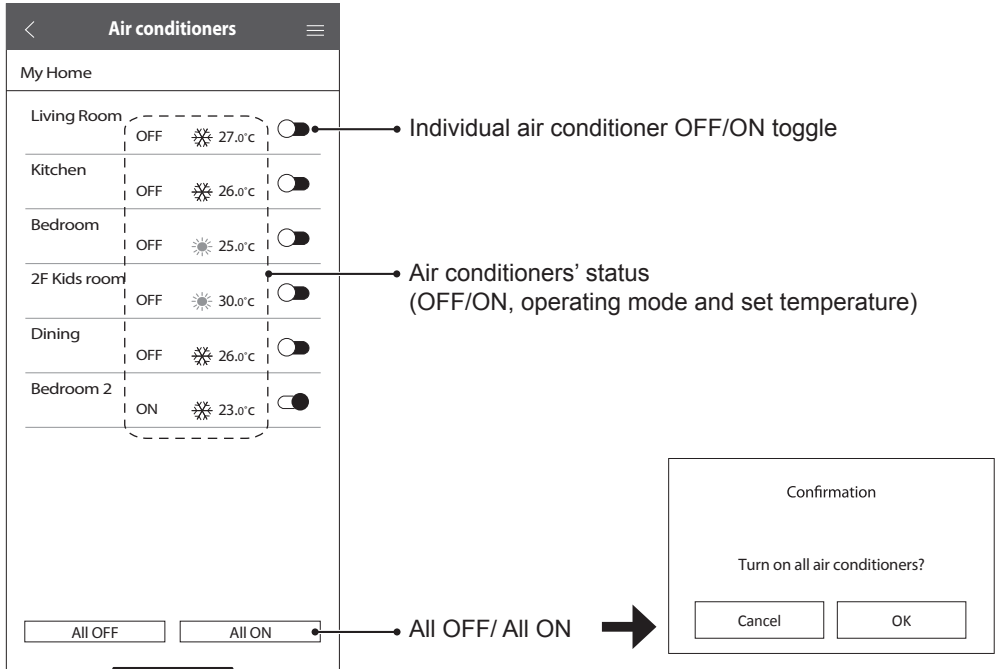 Air conditioners
My Home
Living Room
OFF 27.0°c
Individual air conditioner OFF/ON toggle
Kitchen
OFF 26.0°c
Bedroom
OFF 25.0°c
Air conditioners’ status
(OFF/ON, operating mode and set temperature)
2F Kids room
OFF 30.0°c
Dining
OFF 26.0°c
Bedroom 2
ON 23.0°c
All OFF
All ON
All OFF/ All ON
Confirmation
Turn on all air conditioners?
Cancel
OK